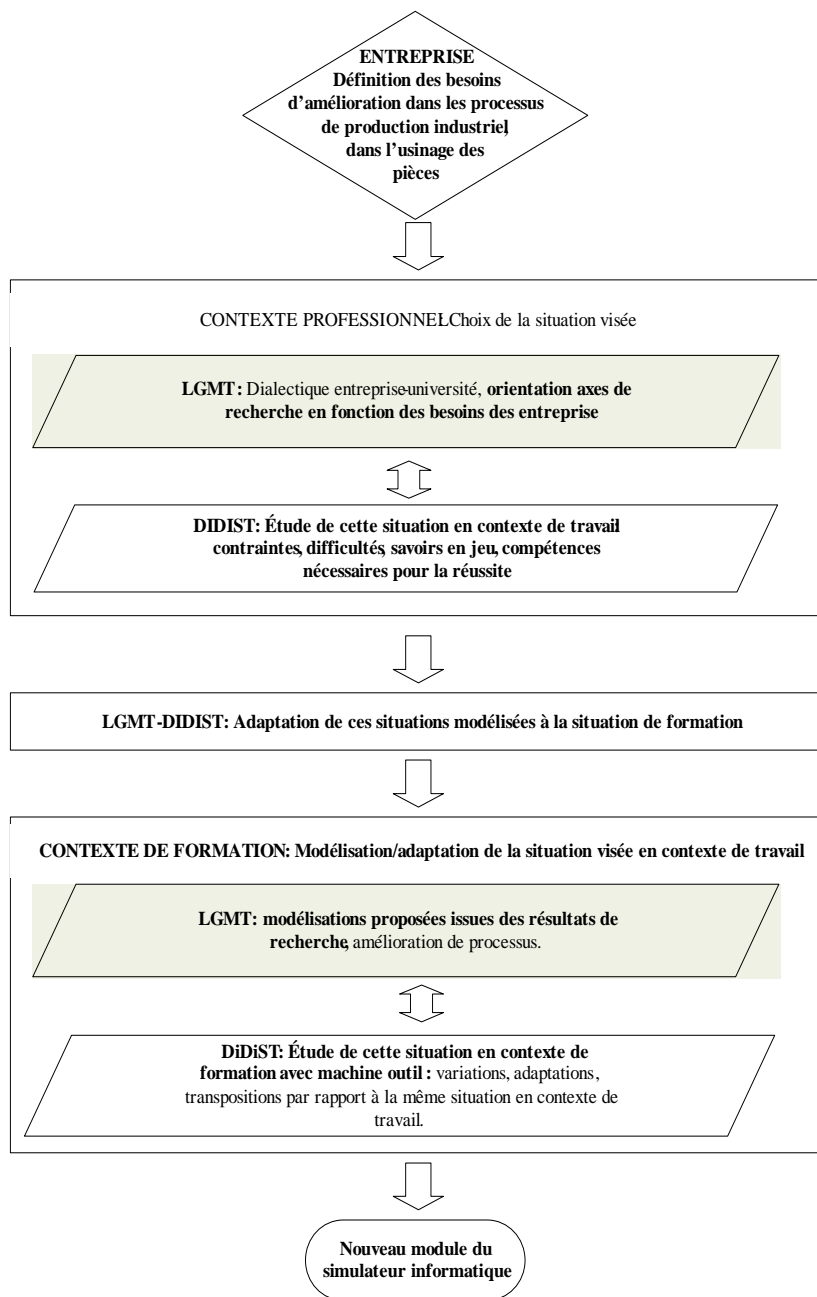 ENTREPRISE
Définition des besoins
d'amélioration dans les processus
de production industriel,
dans l'usinage des
pièces
CONTEXTE PROFESSIONNEL: Choix de la situation visée
LGMT: Dialectique entreprise-université, orientation axes de
recherche en fonction des besoins des entreprise
DIDIST: Étude de cette situation en contexte de travail:
contraintes, difficultés, savoirs en jeu, compétences
nécessaires pour la réussite
LGMT-DIDIST: Adaptation de ces situations modélisées à la situation de formation
CONTEXTE DE FORMATION: Modélisation/adaptation de la situation visée en contexte de travail
LGMT: modélisations proposées issues des résultats de
recherche, amélioration de processus.
DiDiST: Étude de cette situation en contexte de
formation avec machine outil : variations, adaptations,
transpositions par rapport à la même situation en contexte de
travail.
Nouveau module du
simulateur informatique